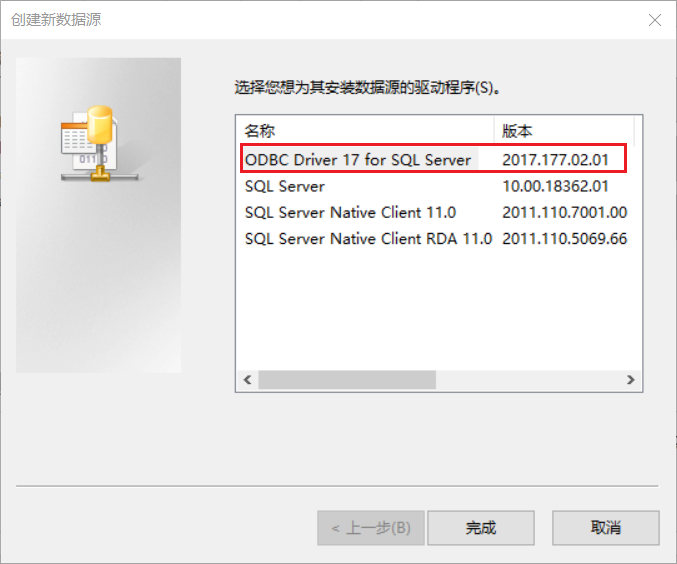 创建新数据源
选择您想为其安装数据源的驱动程序(S)。
名称 版本
ODBC Driver 17 for SQL Server 2017.177.02.01
SQL Server 10.00.18362.01
SQL Server Native Client 11.0 2011.110.7001.00
SQL Server Native Client RDA 11.0 2011.110.5069.66
< 上一步(B) 完成 取消